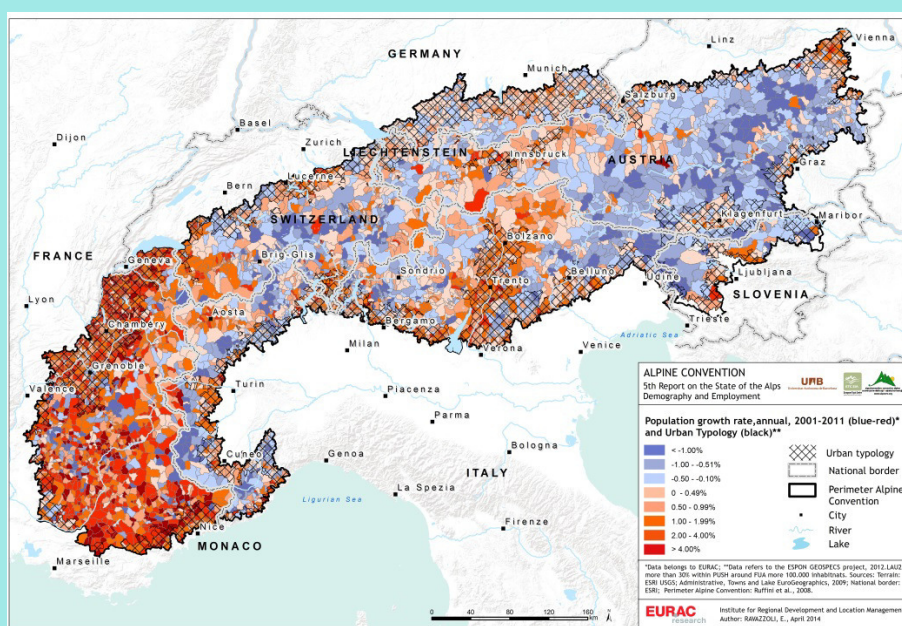 GERMANY
Linz
Vienna
Munich
Salzburg
Basel
Dijon
Zurich
LIECHTENSTEIN
Innsbruck
AUSTRIA
Graz
Lucerne
Bern
SWITZERLAND
Klagenfurt
Maribor
Bolzano
FRANCE
Geneva
Brig-Glis
Sondrio
Belluno
Udine
Ljubljana
SLOVENIA
Trento
Lyon
Aosta
Chambéry
Bergamo
Trieste
Milan
Verona
Venice
Adriatic Sea
Grenoble
Valence
Turin
Piacenza
Parma
Cuneo
Genoa
Bologna
ITALY
Ligurian Sea
La Spezia
Nice
MONACO
Firenze
Marseille
0 40 80 160
km
ALPINE CONVENTION
5th Report on the State of the Alps
Demography and Employment
Population growth rate,annual, 2001-2011 (blue-red)*
and Urban Typology (black)**
< -1.00%
-1.00 - -0.51%
-0.50 - -0.10%
0 - 0.49%
0.50 - 0.99%
1.00 - 1.99%
2.00 - 4.00%
> 4.00%
Urban typology
National border
Perimeter Alpine
Convention
City
River
Lake
*Data belongs to EURAC; **Data refers to the ESPON GEOSPECS project, 2012.LAU2
more than 30% within PUSH around FUA more 100.000 inhabitnats. Sources: Terrain:
ESRI USGS; Administrative, Towns and Lake EuroGeographics, 2009; National border:
ESRI; Perimeter Alpine Convention: Ruffini et al., 2008.
EURAC
research
Institute for Regional Development and Location Management
Author: RAVAZZOLI, E., April 2014